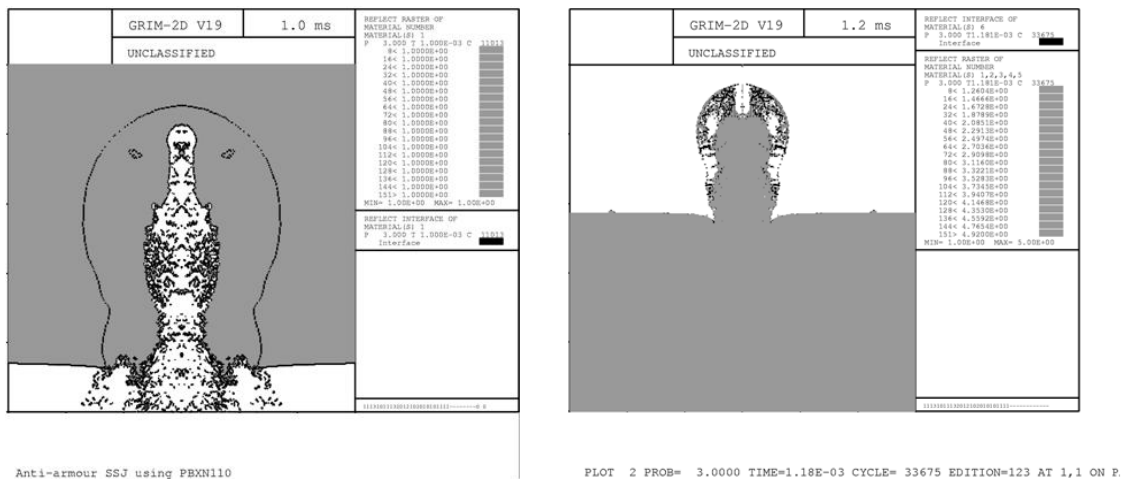 GRIM-2D V19
1.0 ms
UNCLASSIFIED
REFLECT RASTER OF
MATERIAL NUMBER
MATERIAL(S) 1
P 3.000 T 1.000E-03 C 11013
8< 1.0000E+00
16< 1.0000E+00
24< 1.0000E+00
32< 1.0000E+00
40< 1.0000E+00
48< 1.0000E+00
56< 1.0000E+00
64< 1.0000E+00
72< 1.0000E+00
80< 1.0000E+00
88< 1.0000E+00
96< 1.0000E+00
104< 1.0000E+00
112< 1.0000E+00
120< 1.0000E+00
128< 1.0000E+00
136< 1.0000E+00
144< 1.0000E+00
151> 1.0000E+00
MIN= 1.00E+00 MAX= 1.00E+00
REFLECT INTERFACE OF
MATERIAL(S) 1
P 3.000 T 1.000E-03 C 11013
Interface
Anti-armour SSJ using PBXN110
GRIM-2D V19
1.2 ms
UNCLASSIFIED
REFLECT INTERFACE OF
MATERIAL(S) 6
P 3.000 T1.181E-03 C 33675
Interface
REFLECT RASTER OF
MATERIAL NUMBER
MATERIAL(S) 1,2,3,4,5
P 3.000 T1.181E-03 C 33675
8< 1.2604E+00
16< 1.4666E+00
24< 1.6728E+00
32< 1.8789E+00
40< 2.0851E+00
48< 2.2913E+00
56< 2.4974E+00
64< 2.7036E+00
72< 2.9098E+00
80< 3.1160E+00
88< 3.3221E+00
96< 3.5283E+00
104< 3.7345E+00
112< 3.9407E+00
120< 4.1468E+00
128< 4.3530E+00
136< 4.5592E+00
144< 4.7654E+00
151> 4.9200E+00
MIN= 1.00E+00 MAX= 5.00E+00
PLOT 2 PROB= 3.0000 TIME=1.18E-03 CYCLE= 33675 EDITION=123 AT 1,1 ON P.